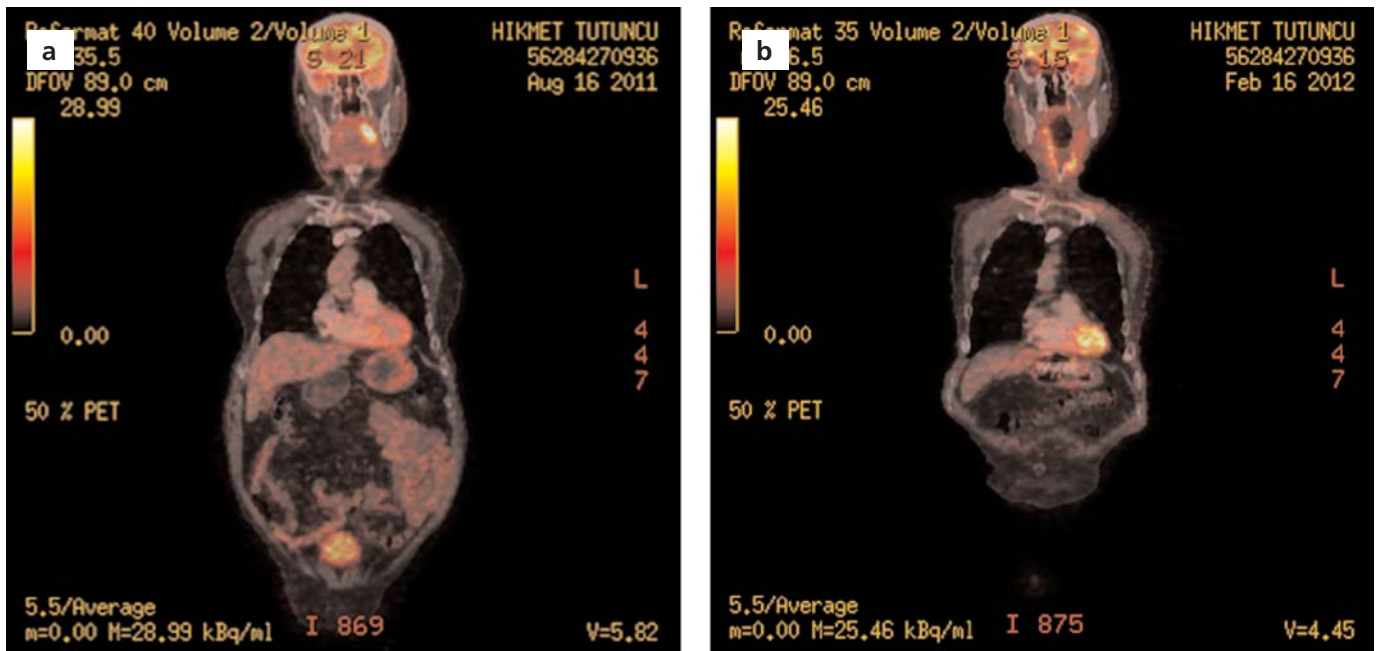 a
Reformat 40 Volume 2/Volume 1
35.5
S 21
DFOV 89.0 cm
28.99
HIKMET TUTUNCU
56284270936
Aug 16 2011
0.00
L
4
4
7
50 % PET
5.5/Average
m=0.00 M=28.99 kBq/ml
I 869
V=5.82
b
Reformat 35 Volume 2/Volume 1
6.5
S 15
DFOV 89.0 cm
25.46
HIKMET TUTUNCU
56284270936
Feb 16 2012
0.00
L
4
4
7
50 % PET
5.5/Average
m=0.00 M=25.46 kBq/ml
I 875
V=4.45